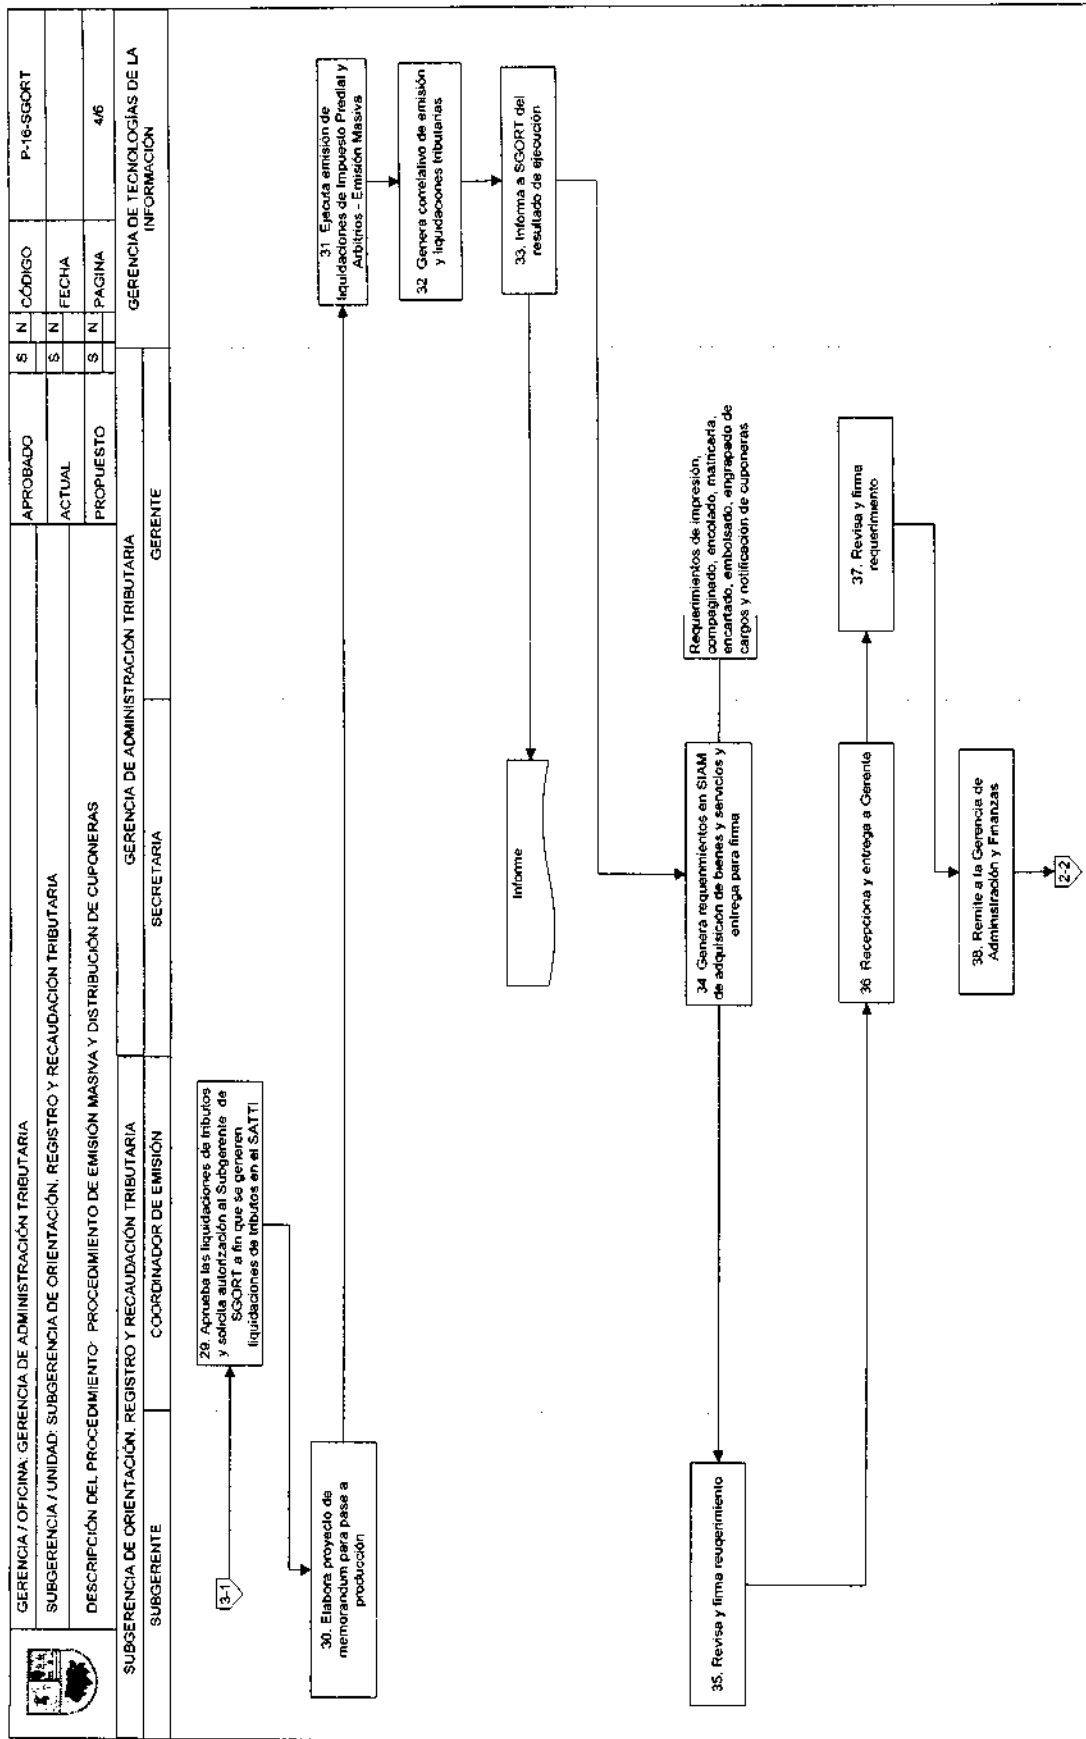 GERENCIA / OFICINA: GERENCIA DE ADMINISTRACIÓN TRIBUTARIA
APROBADO
S N
CÓDIGO
P-16-SGORT
SUBGERENCIA / UNIDAD: SUBGERENCIA DE ORIENTACIÓN, REGISTRO Y RECAUDACIÓN TRIBUTARIA
ACTUAL
S N
FECHA
DESCRIPCIÓN DEL PROCEDIMIENTO: PROCEDIMIENTO DE EMISIÓN MASIVA Y DISTRIBUCIÓN DE CUPONERAS
PROPUESTO
S N
PAGINA
4/6
SUBGERENCIA DE ORIENTACIÓN, REGISTRO Y RECAUDACIÓN TRIBUTARIA
GERENCIA DE ADMINISTRACIÓN TRIBUTARIA
GERENCIA DE TECNOLOGÍAS DE LA
INFORMACIÓN
SUBGERENTE
COORDINADOR DE EMISIÓN
SECRETARIA
GERENTE
3-1
29. Aprueba las liquidaciones de tributos
y solicita autorización al Subgerente de
SGORT a fin que se generen
liquidaciones de tributos en el SATTI
30. Elabora proyecto de
memorandum para pase a
producción
31 Ejecuta emisión de
liquidaciones de Impuesto Predial y
Arbitrios - Emisión Masiva
32 Genera correlativo de emisión
y liquidaciones tributarias
33. Informa a SGORT del
resultado de ejecución
Informe
34 Genera requerimientos en SIAM
de adquisición de bienes y servicios y
entrega para firma
Requerimientos de impresión,
compaginado, encolado, matriceria,
encartado, embolsado, engrapado de
cargos y notificación de cuponeras
35. Revisa y firma reuqerimiento
36 Recepciona y entrega a Gerente
37. Revisa y firma
requerimiento
38. Remite a la Gerencia de
Administración y Finanzas
2-2